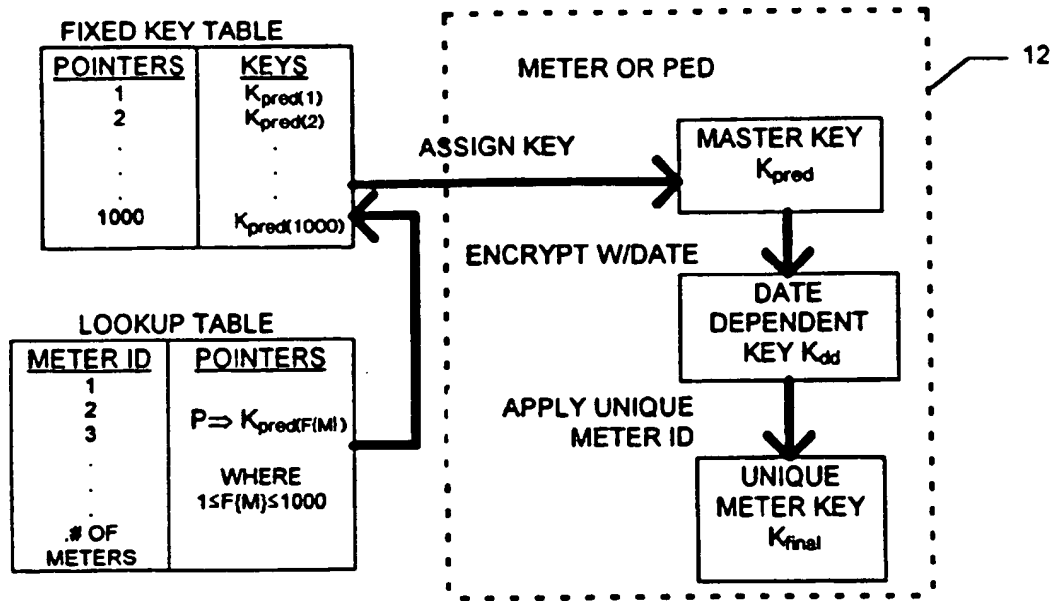 FIXED KEY TABLE
POINTERS KEYS
1 Kpred(1)
2 Kpred(2)
. .
. .
. .
1000 Kpred(1000)
LOOKUP TABLE
METER ID POINTERS
1
2
3
P⇒ Kpred(F{M})
WHERE
1≤F{M}≤1000
.
.
.
.# OF
METERS
METER OR PED
12
ASSIGN KEY
MASTER KEY
Kpred
ENCRYPT W/DATE
DATE
DEPENDENT
KEY Kdd
APPLY UNIQUE
METER ID
UNIQUE
METER KEY
Kfinal